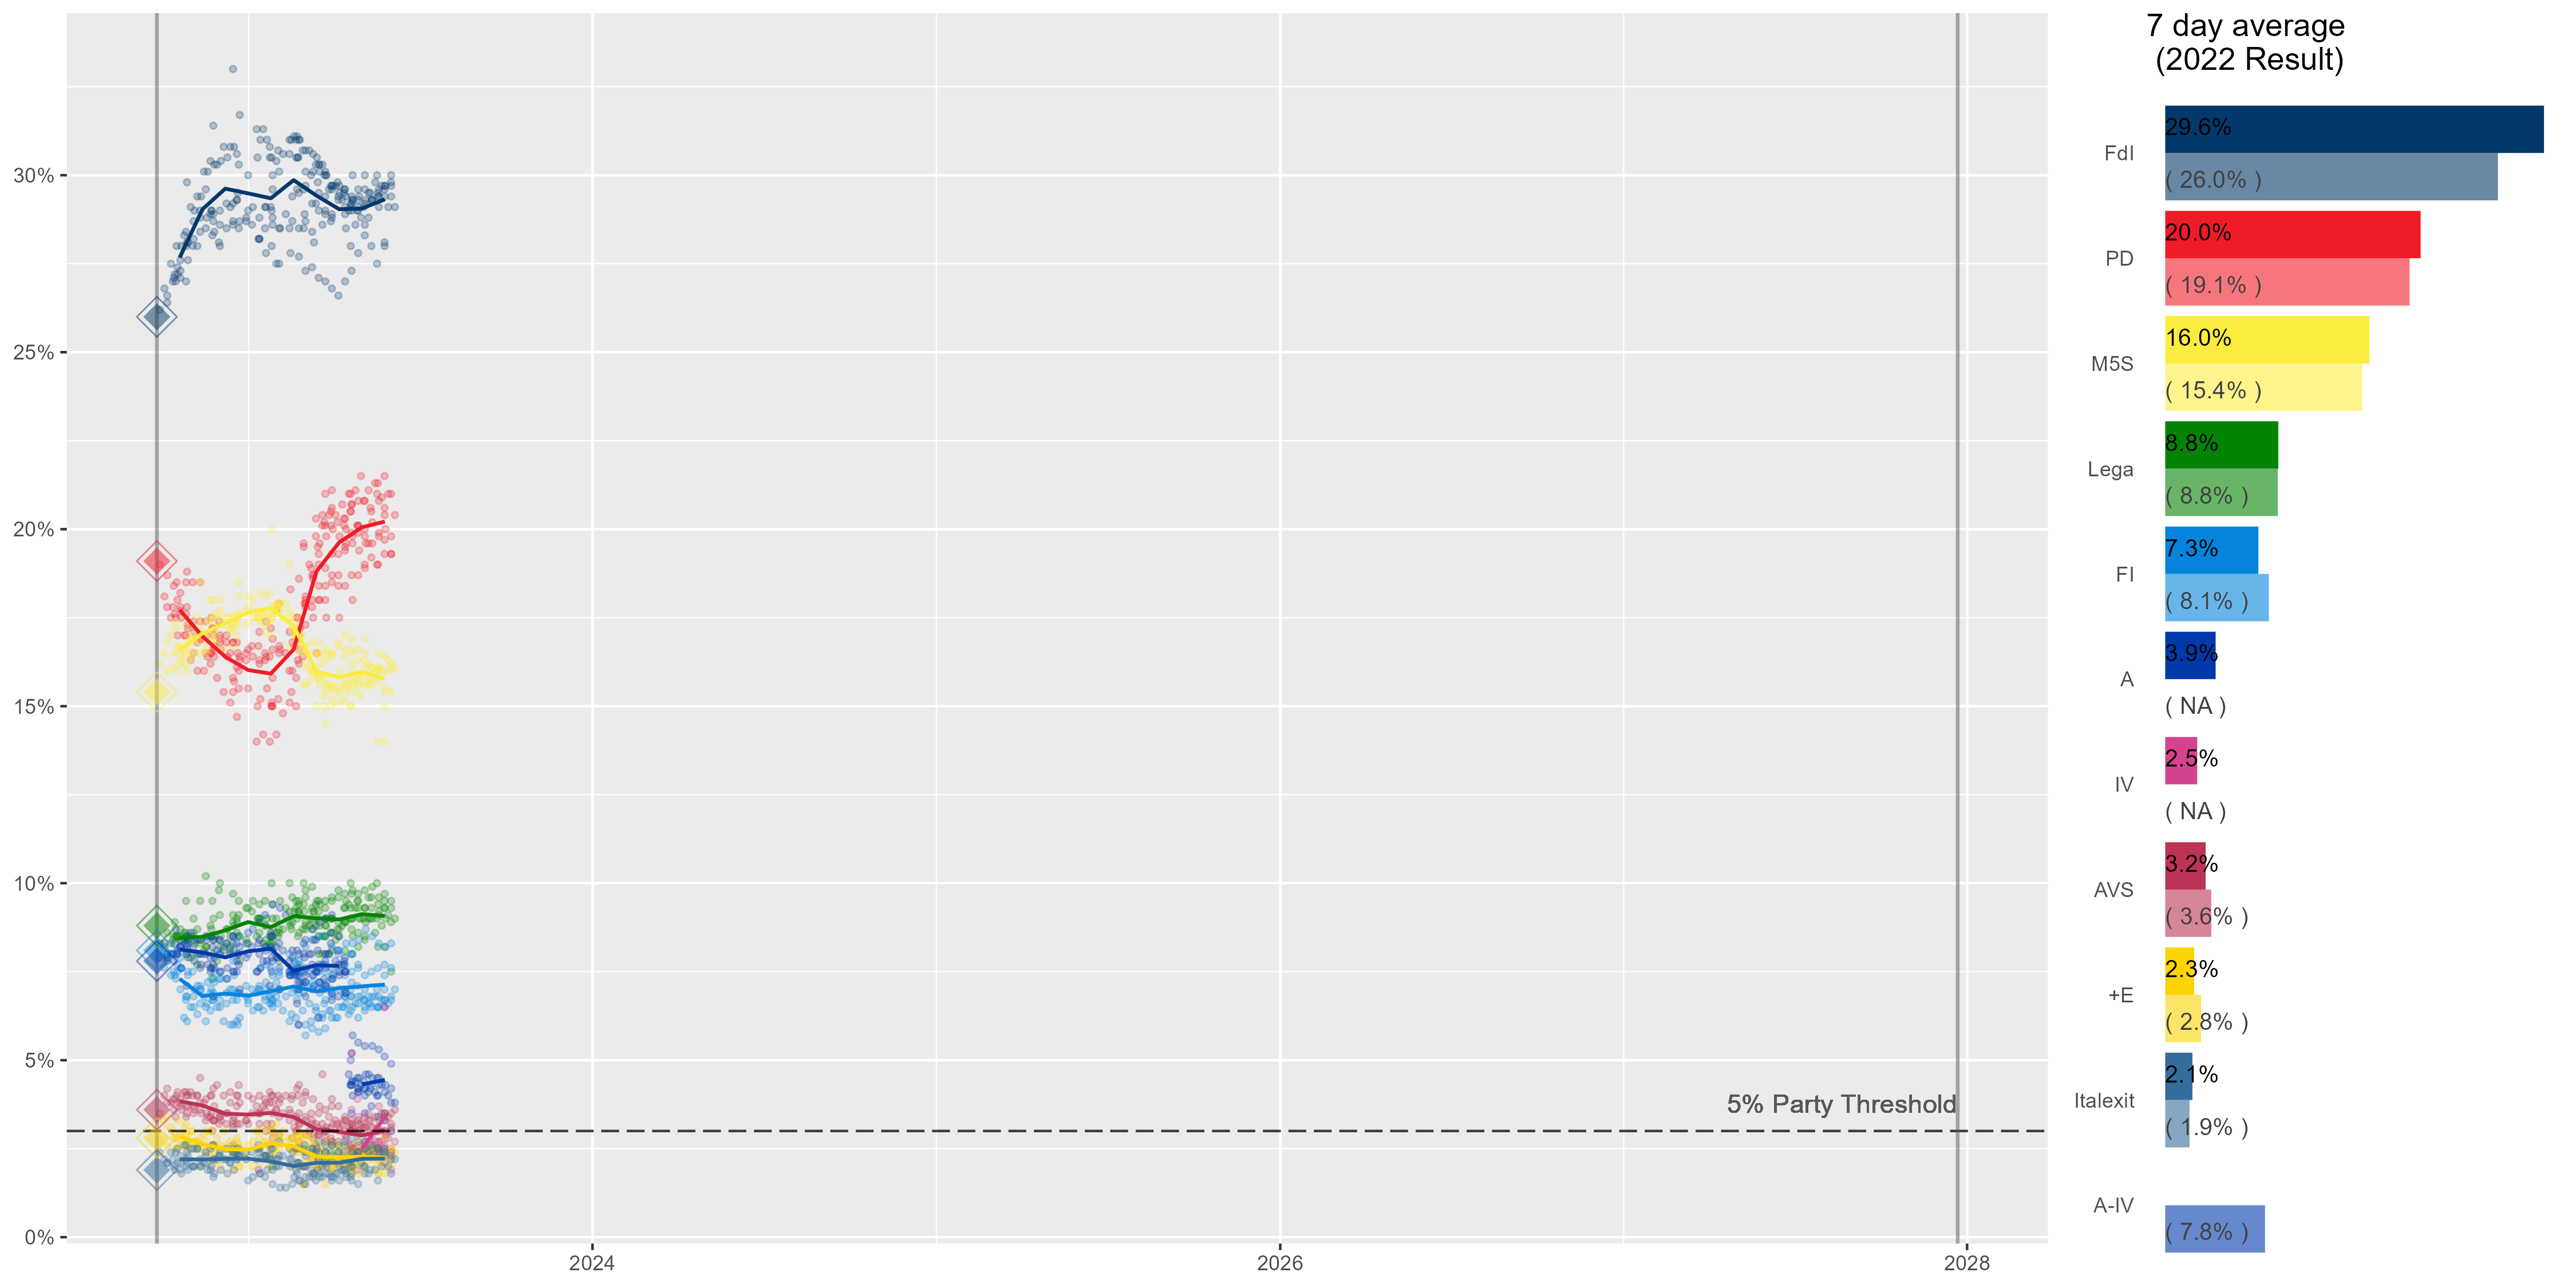 7 day average
(2022 Result)
30%
25%
20%
15%
10%
5%
0%
2024
2026
2028
5% Party Threshold
FdI
29.6%
( 26.0% )
PD
20.0%
( 19.1% )
M5S
16.0%
( 15.4% )
Lega
8.8%
( 8.8% )
FI
7.3%
( 8.1% )
A
3.9%
( NA )
IV
2.5%
( NA )
AVS
3.2%
( 3.6% )
+E
2.3%
( 2.8% )
Italexit
2.1%
( 1.9% )
A-IV
( 7.8% )